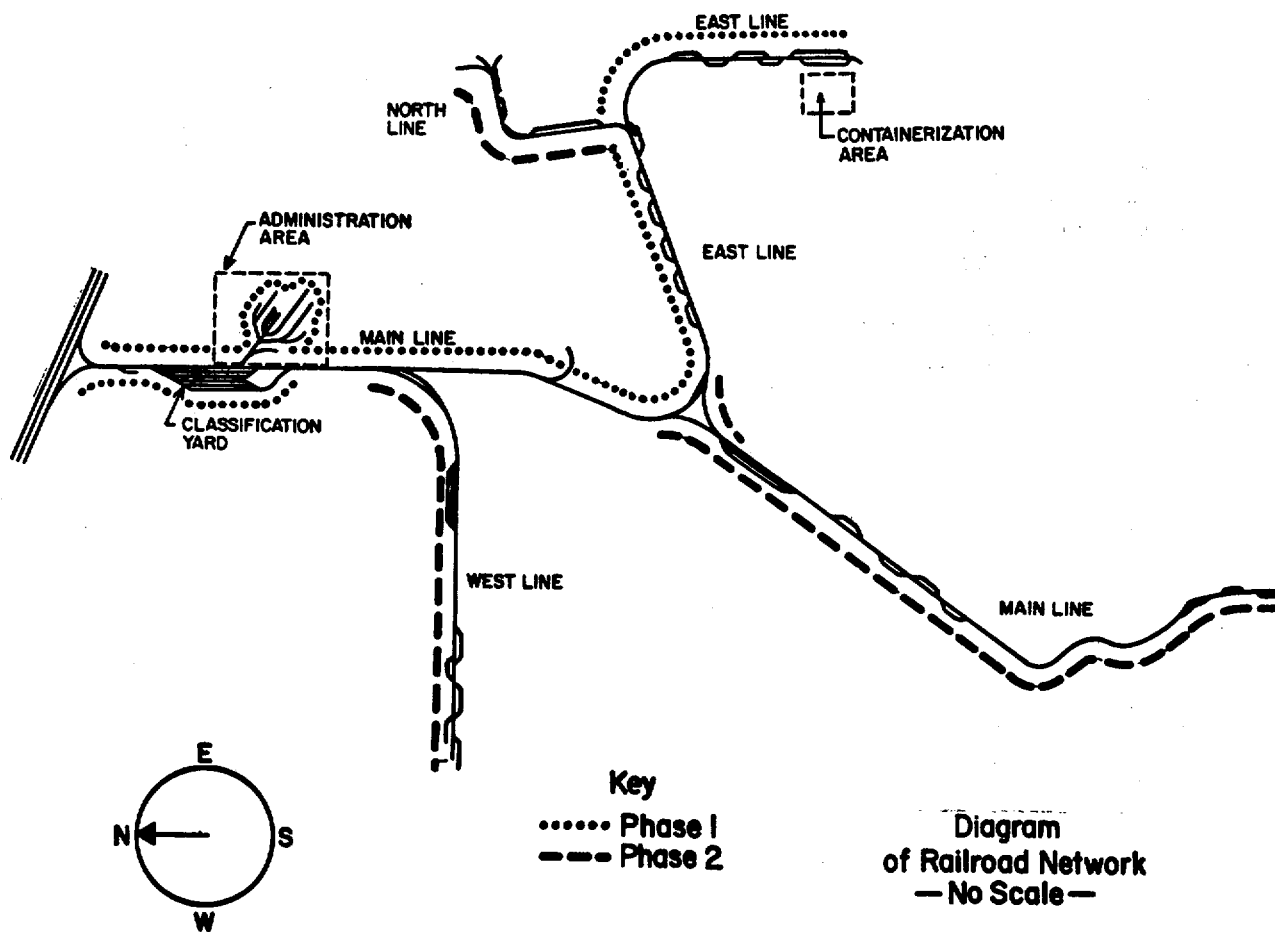 EAST LINE
NORTH
LINE
CONTAINERIZATION
AREA
ADMINISTRATION
AREA
EAST LINE
MAIN LINE
CLASSIFICATION
YARD
WEST LINE
MAIN LINE
E
N
S
W
Key
Phase 1
Phase 2
Diagram
of Railroad Network
— No Scale —